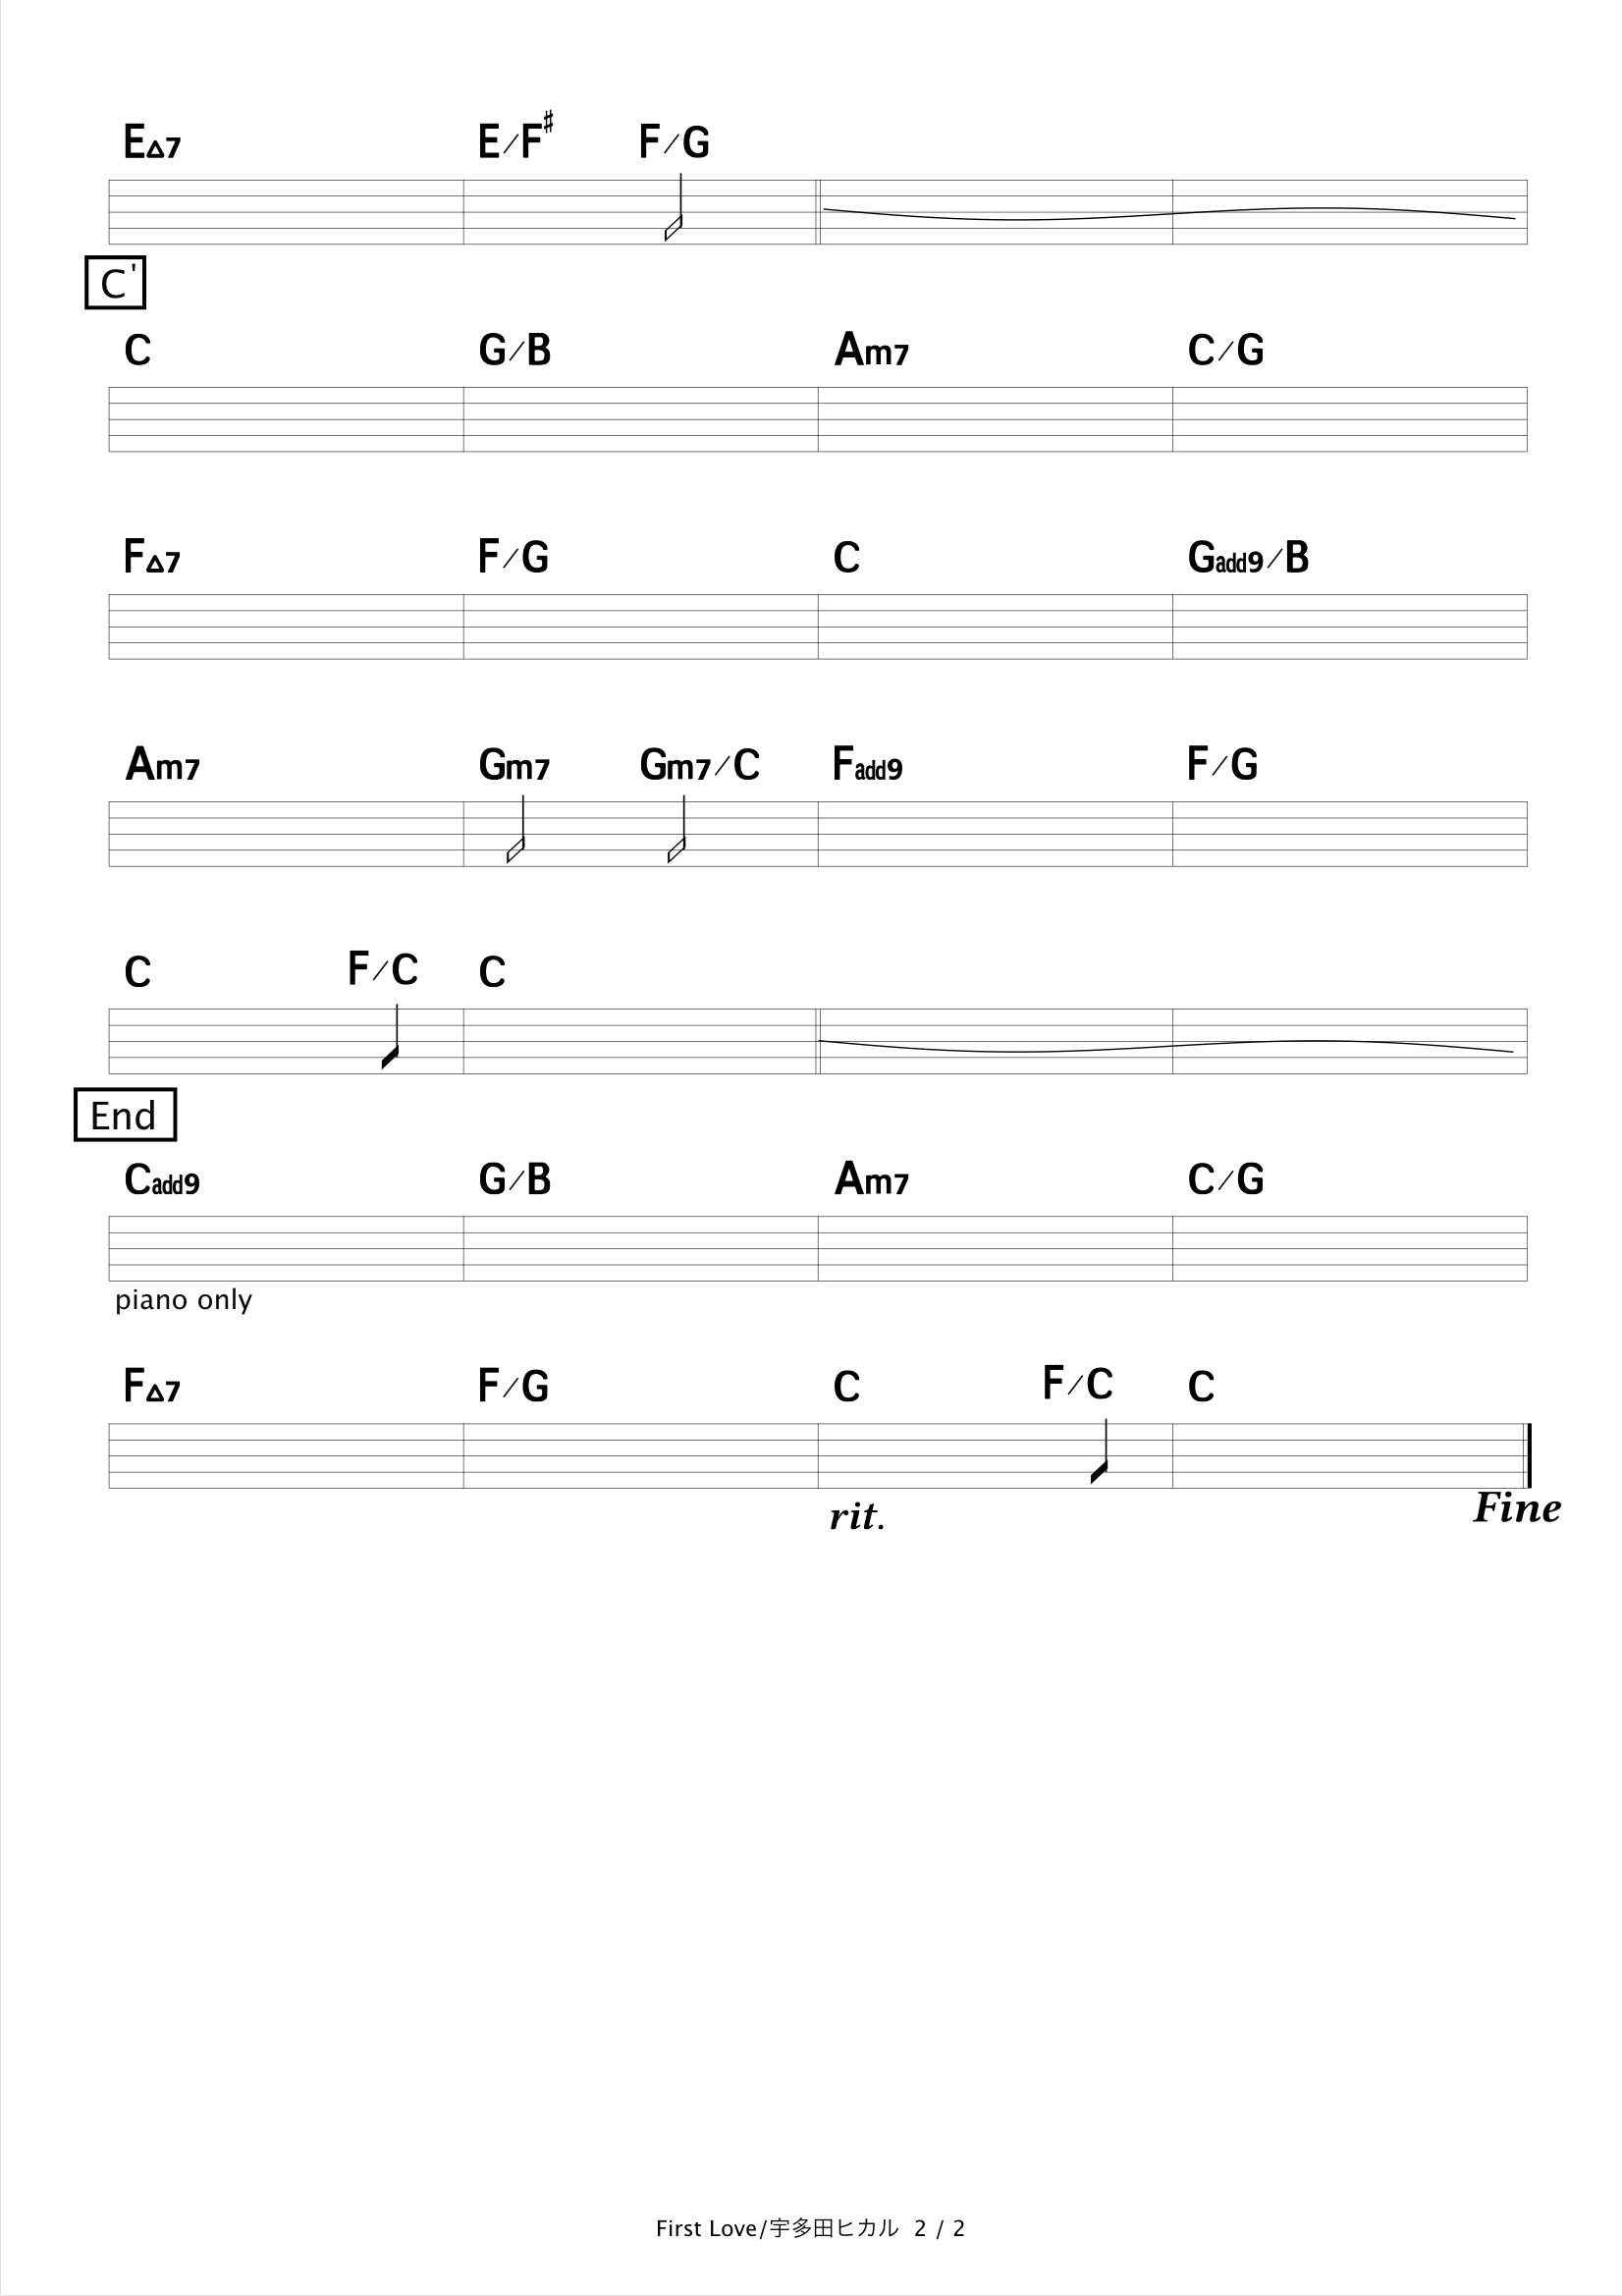 E△7 E/F♯ F/G
C'
C G/B Am7 C/G
F△7 F/G C Gadd9/B
Am7 Gm7 Gm7/C Fadd9 F/G
C F/C C
End
Cadd9 G/B Am7 C/G
piano only
F△7 F/G C F/C C
rit. Fine
First Love/宇多田ヒカル 2 / 2